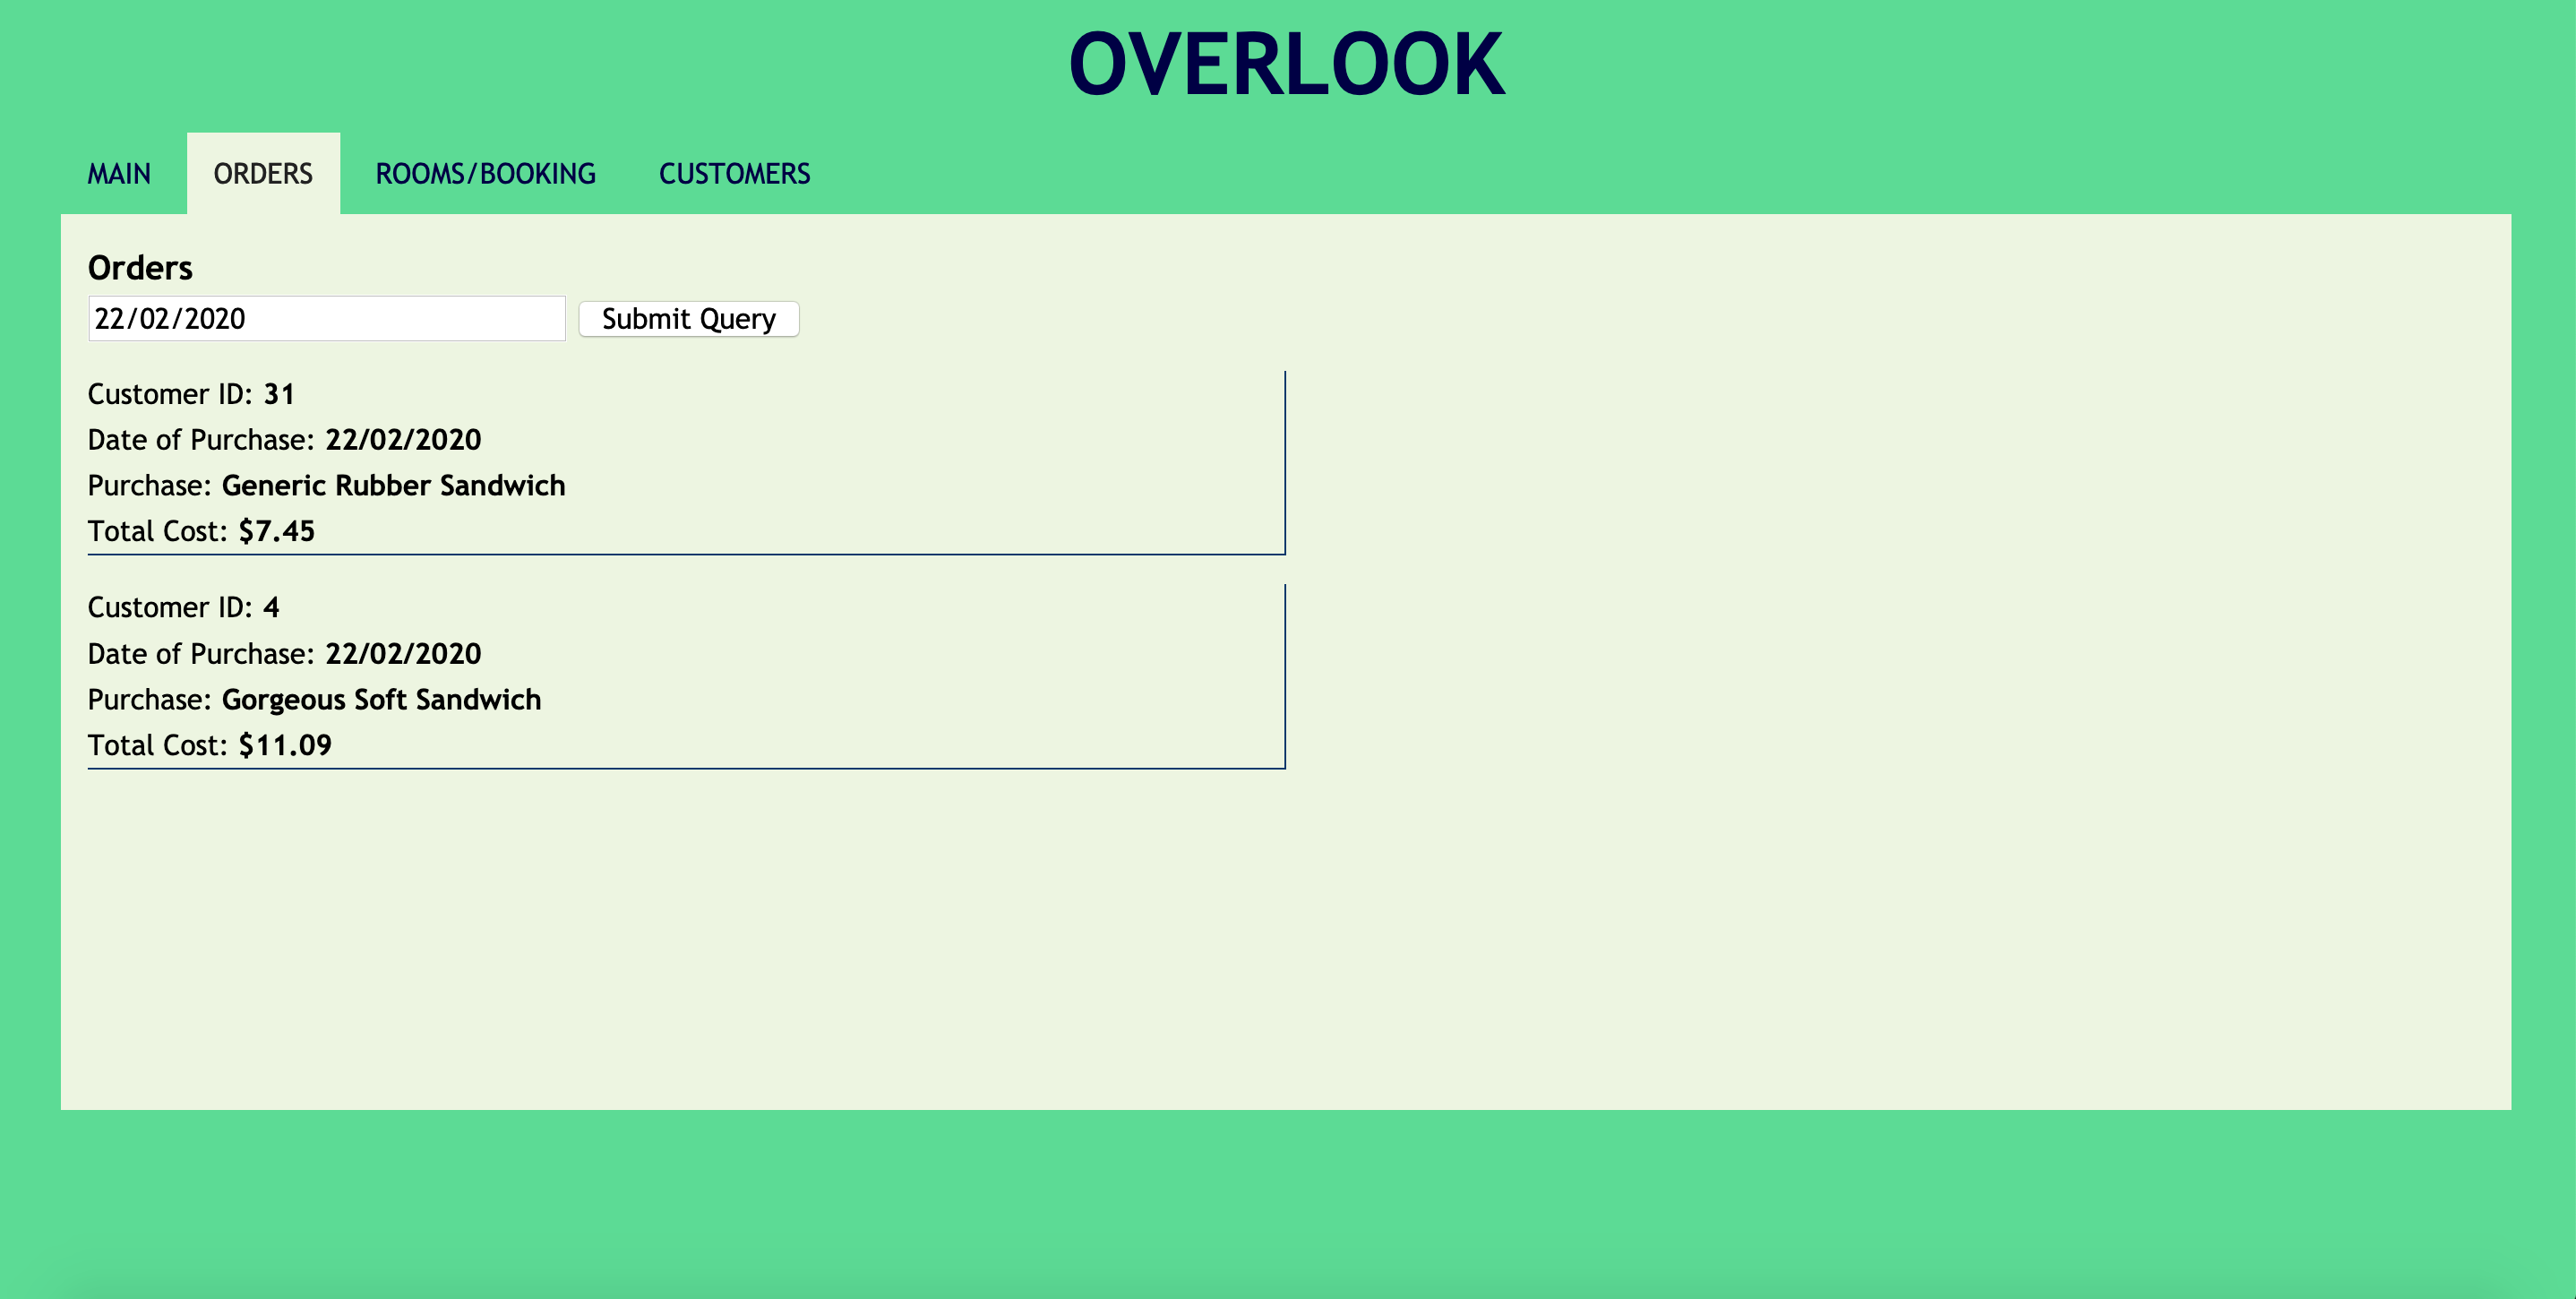 OVERLOOK
MAIN ORDERS ROOMS/BOOKING CUSTOMERS
Orders
22/02/2020 Submit Query
Customer ID: 31
Date of Purchase: 22/02/2020
Purchase: Generic Rubber Sandwich
Total Cost: $7.45
Customer ID: 4
Date of Purchase: 22/02/2020
Purchase: Gorgeous Soft Sandwich
Total Cost: $11.09